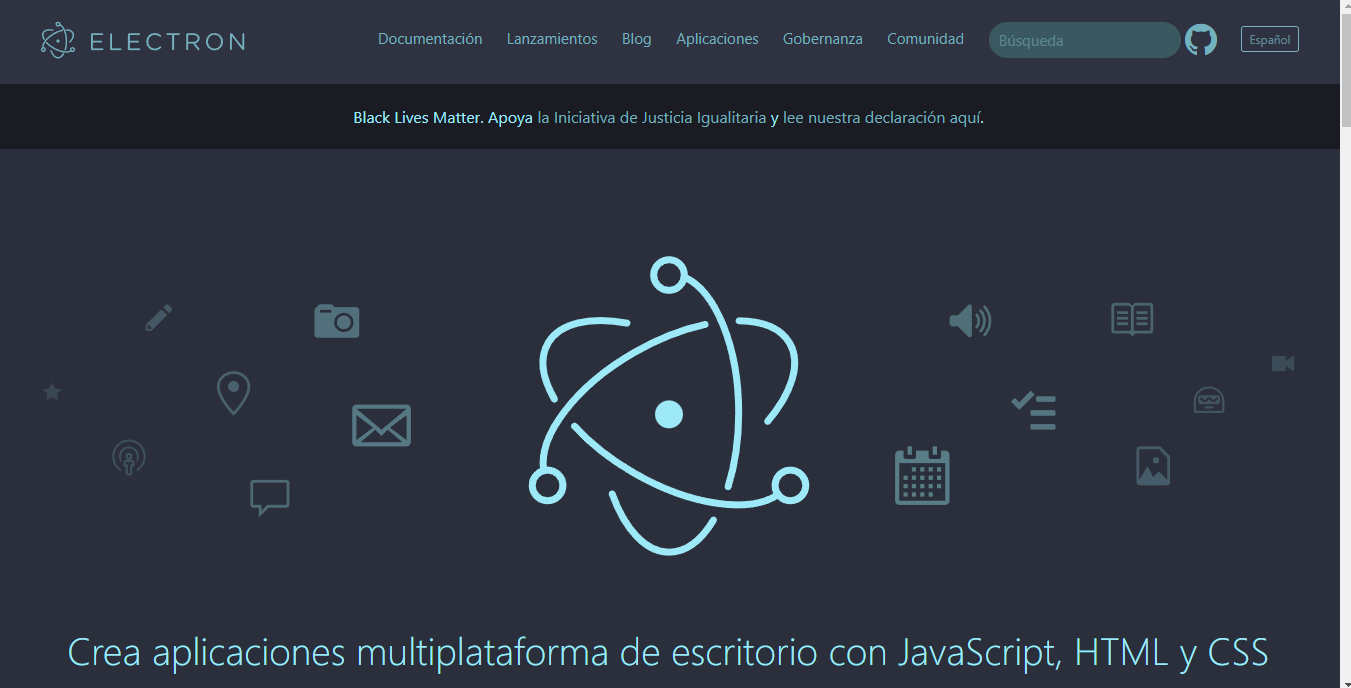 ELECTRON
Documentación Lanzamientos Blog Aplicaciones Gobernanza Comunidad Búsqueda Español
Black Lives Matter. Apoya la Iniciativa de Justicia Igualitaria y lee nuestra declaración aquí.
Crea aplicaciones multiplataforma de escritorio con JavaScript, HTML y CSS